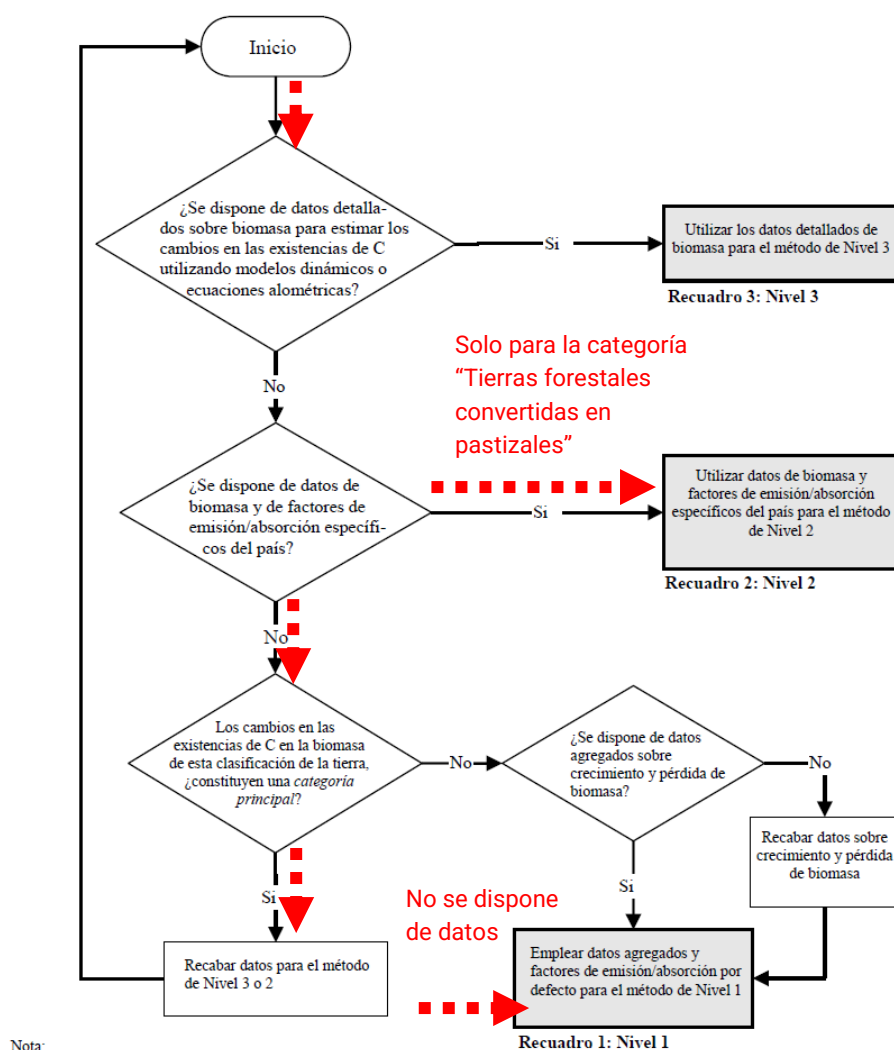 Inicio
¿Se dispone de datos detalla-
dos sobre biomasa para estimar los
cambios en las existencias de C
utilizando modelos dinámicos o
ecuaciones alométricas?
Si
Utilizar los datos detallados de
biomasa para el método de Nivel 3
Recuadro 3: Nivel 3
No
Solo para la categoría
“Tierras forestales
convertidas en
pastizales”
¿Se dispone de datos de
biomasa y de factores de
emisión/absorción específi-
cos del país?
Si
Utilizar datos de biomasa y
factores de emisión/absorción
específicos del país para el método
de Nivel 2
Recuadro 2: Nivel 2
No
Los cambios en las
existencias de C en la biomasa
de esta clasificación de la tierra,
¿constituyen una categoría
principal?
No
¿Se dispone de datos
agregados sobre
crecimiento y pérdida de
biomasa?
No
Recabar datos sobre
crecimiento y pérdida
de biomasa
Si
Si
No se dispone
de datos
Recabar datos para el método
de Nivel 3 o 2
Emplear datos agregados y
factores de emisión/absorción por
defecto para el método de Nivel 1
Recuadro 1: Nivel 1
Nota: